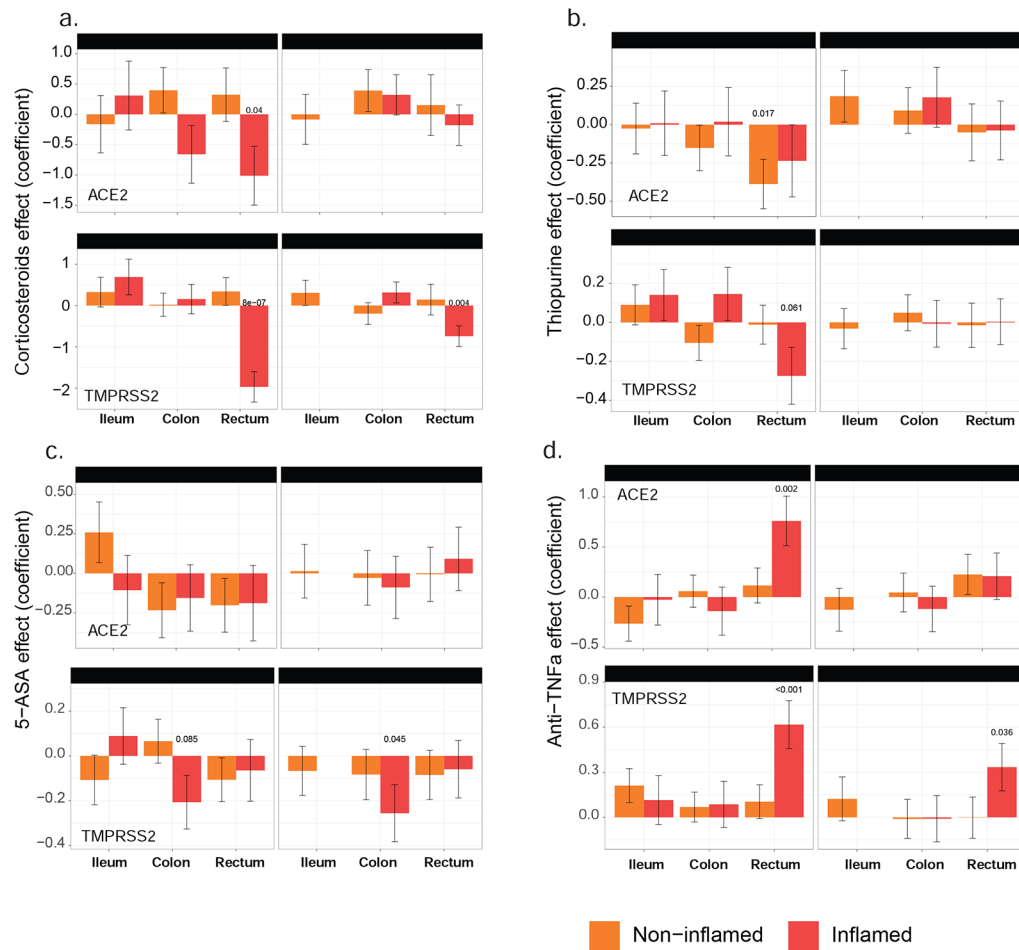 a.
Corticosteroids effect (coefficient)
1.0
0.5
0.0
−0.5
−1.0
−1.5
0.04
ACE2
1
0
−1
−2
8e−07
0.004
TMPRSS2
Ileum Colon Rectum Ileum Colon Rectum
b.
Thiopurine effect (coefficient)
0.25
0.00
−0.25
−0.50
0.017
ACE2
0.2
0.0
−0.2
−0.4
0.061
TMPRSS2
Ileum Colon Rectum Ileum Colon Rectum
c.
5−ASA effect (coefficient)
0.50
0.25
0.00
−0.25
ACE2
0.2
0.0
−0.2
−0.4
0.085
0.045
TMPRSS2
Ileum Colon Rectum Ileum Colon Rectum
d.
Anti−TNFa effect (coefficient)
1.0
0.5
0.0
−0.5
ACE2
0.002
0.9
0.6
0.3
0.0
TMPRSS2
<0.001
0.036
Ileum Colon Rectum Ileum Colon Rectum
Non−inflamed Inflamed